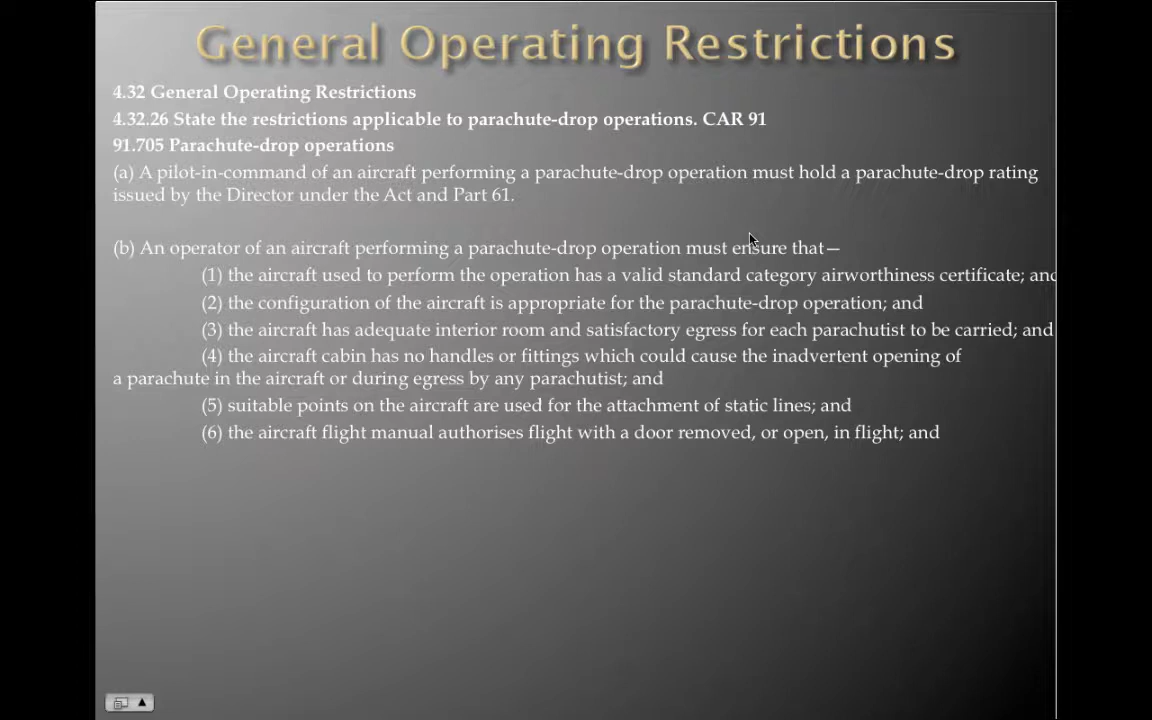 General Operating Restrictions
4.32 General Operating Restrictions
4.32.26 State the restrictions applicable to parachute-drop operations. CAR 91
91.705 Parachute-drop operations
(a) A pilot-in-command of an aircraft performing a parachute-drop operation must hold a parachute-drop rating
issued by the Director under the Act and Part 61.
(b) An operator of an aircraft performing a parachute-drop operation must ensure that—
(1) the aircraft used to perform the operation has a valid standard category airworthiness certificate; and
(2) the configuration of the aircraft is appropriate for the parachute-drop operation; and
(3) the aircraft has adequate interior room and satisfactory egress for each parachutist to be carried; and
(4) the aircraft cabin has no handles or fittings which could cause the inadvertent opening of
a parachute in the aircraft or during egress by any parachutist; and
(5) suitable points on the aircraft are used for the attachment of static lines; and
(6) the aircraft flight manual authorises flight with a door removed, or open, in flight; and